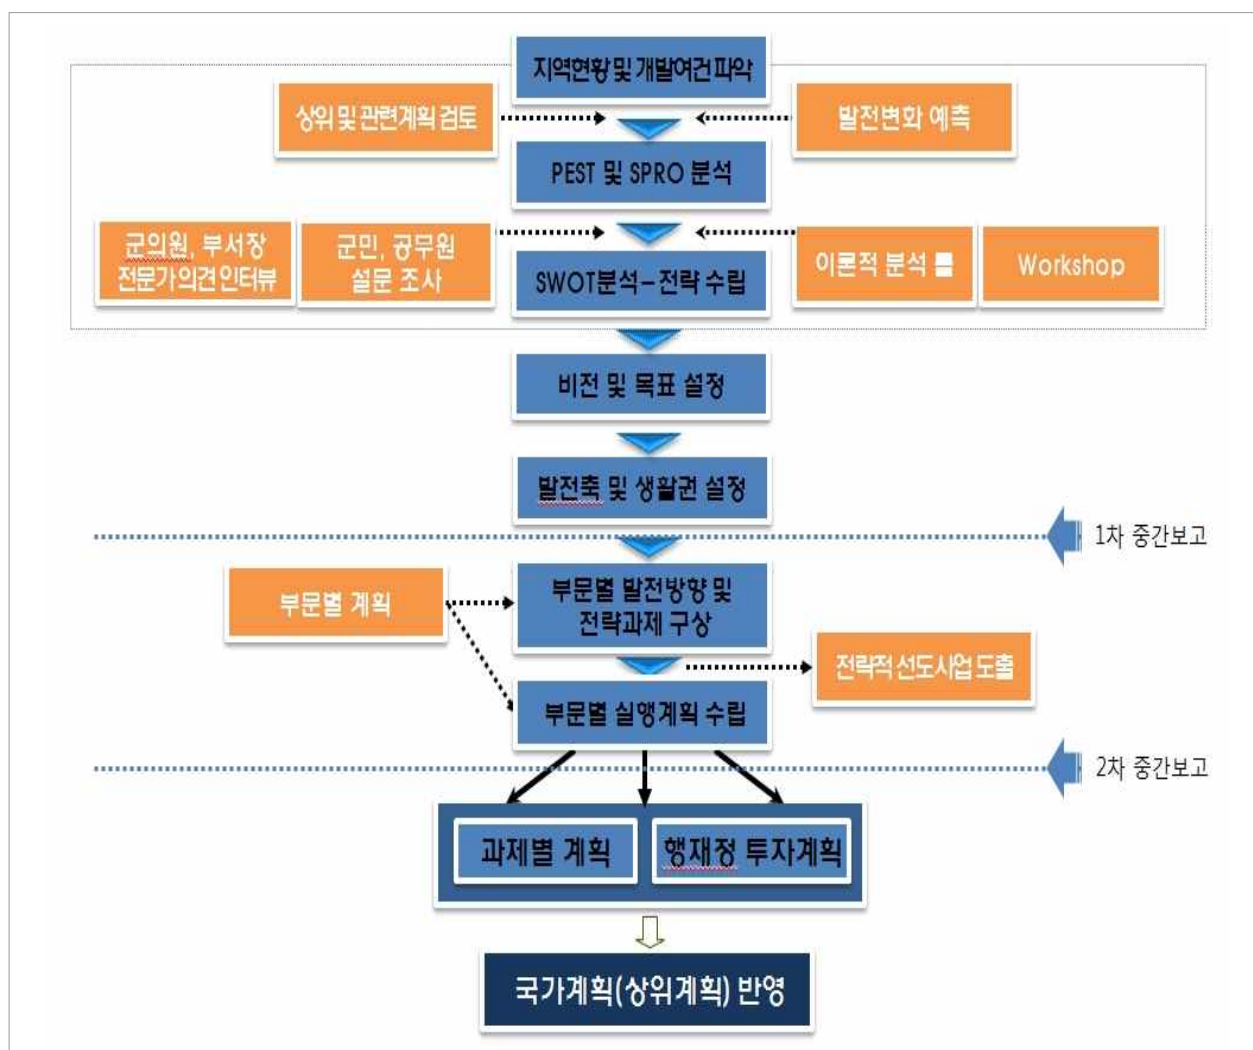 지역현황 및 개발여건 파악
상위 및 관련계획 검토
발전변화 예측
PEST 및 SPRO 분석
군의원, 부서장
전문가의견 인터뷰
군민, 공무원
설문 조사
이론적 분석 틀
Workshop
SWOT분석-전략 수립
비전 및 목표 설정
발전축 및 생활권 설정
1차 중간보고
부문별 계획
부문별 발전방향 및
전략과제 구상
전략적 선도사업 도출
부문별 실행계획 수립
2차 중간보고
과제별 계획
행재정 투자계획
국가계획(상위계획) 반영